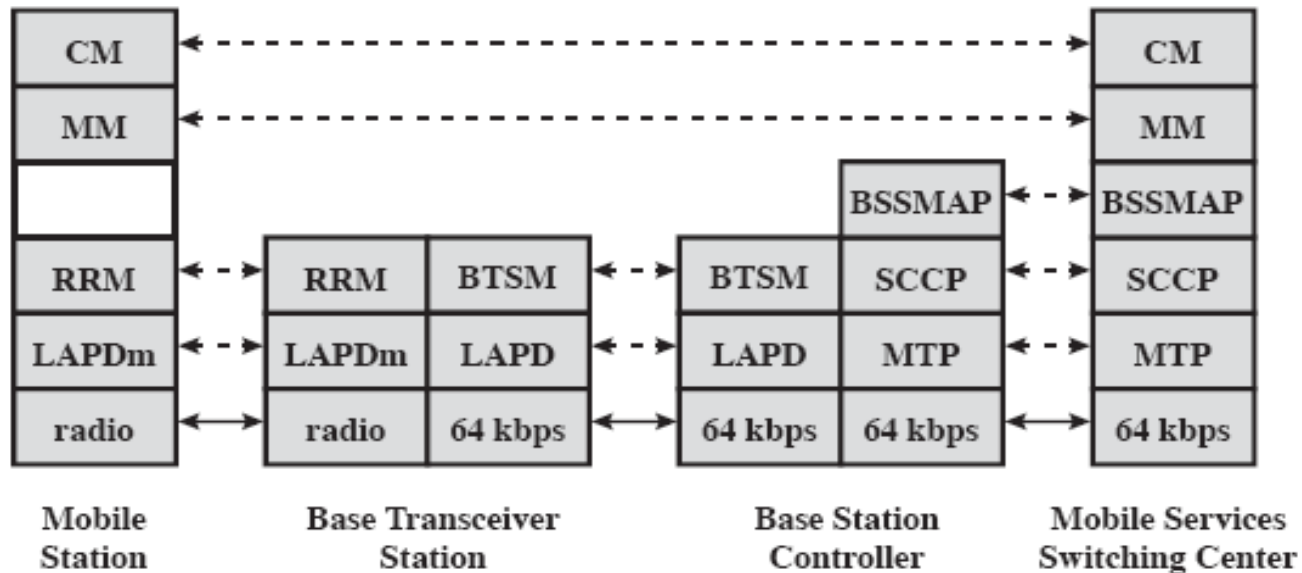 CM CM
MM MM
BSSMAP BSSMAP
RRM RRM BTSM BTSM SCCP SCCP
LAPDm LAPDm LAPD LAPD MTP MTP
radio radio 64 kbps 64 kbps 64 kbps 64 kbps
Mobile Base Transceiver Base Station Mobile Services
Station Station Controller Switching Center